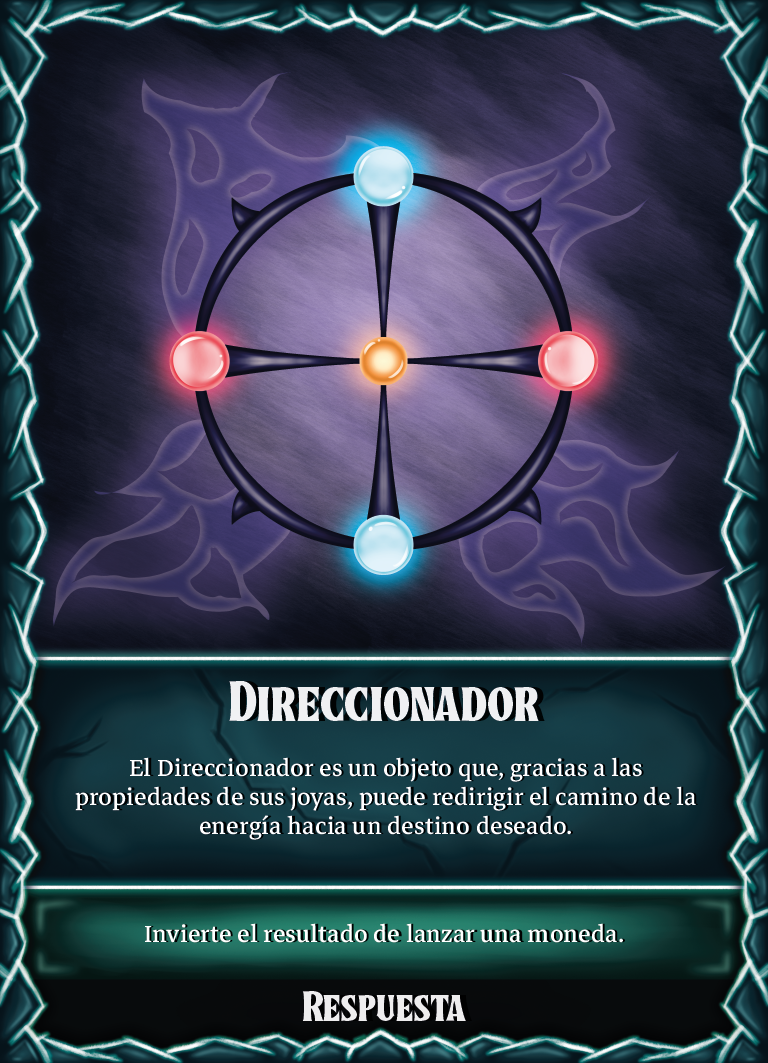 Direccionador
El Direccionador es un objeto que, gracias a las
propiedades de sus joyas, puede redirigir el camino de la
energía hacia un destino deseado.
Invierte el resultado de lanzar una moneda.
Respuesta